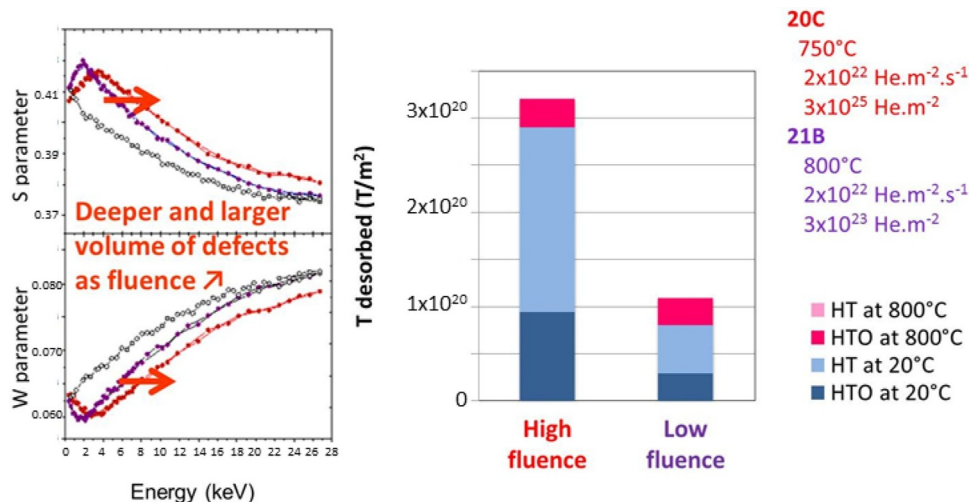 S parameter
0.41
0.39
0.37
Deeper and larger
volume of defects
as fluence ↗
W parameter
0.080
0.070
0.060
0 2 4 6 8 10 12 14 16 18 20 22 24 26 28
Energy (keV)
T desorbed (T/m²)
3x10²⁰
2x10²⁰
1x10²⁰
0
High
fluence
Low
fluence
20C
750°C
2x10²² He.m⁻².s⁻¹
3x10²⁵ He.m⁻²
21B
800°C
2x10²² He.m⁻².s⁻¹
3x10²³ He.m⁻²
HT at 800°C
HTO at 800°C
HT at 20°C
HTO at 20°C